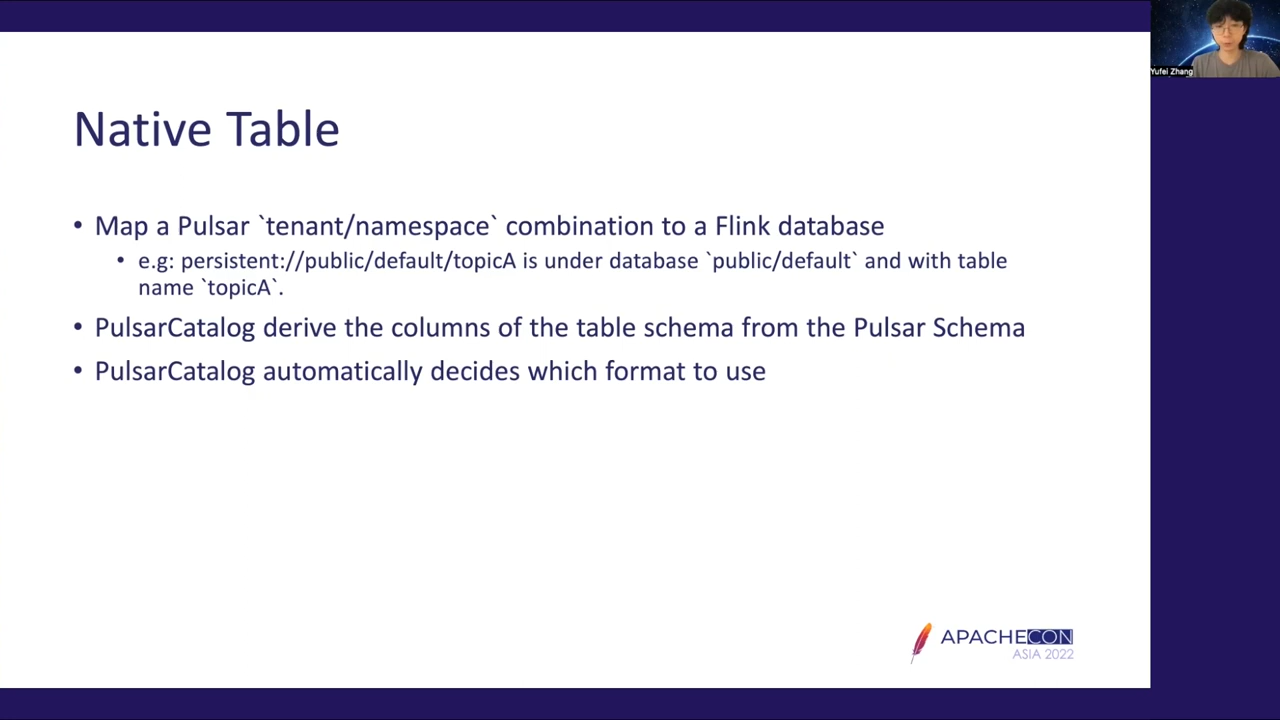 Native Table
• Map a Pulsar `tenant/namespace` combination to a Flink database
• e.g: persistent://public/default/topicA is under database `public/default` and with table
name `topicA`.
• PulsarCatalog derive the columns of the table schema from the Pulsar Schema
• PulsarCatalog automatically decides which format to use
Yufei Zhang
APACHECON
ASIA 2022